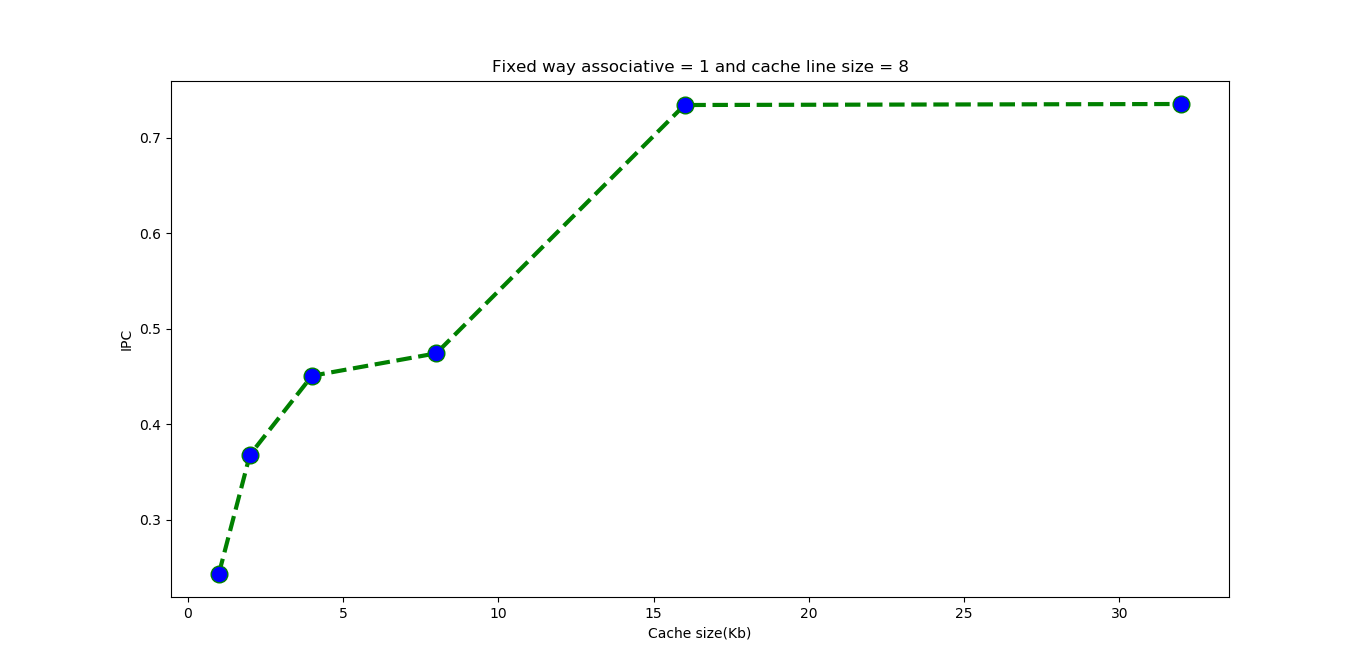 Fixed way associative = 1 and cache line size = 8
0.7
0.6
0.5
0.4
0.3
IPC
0 5 10 15 20 25 30
Cache size(Kb)